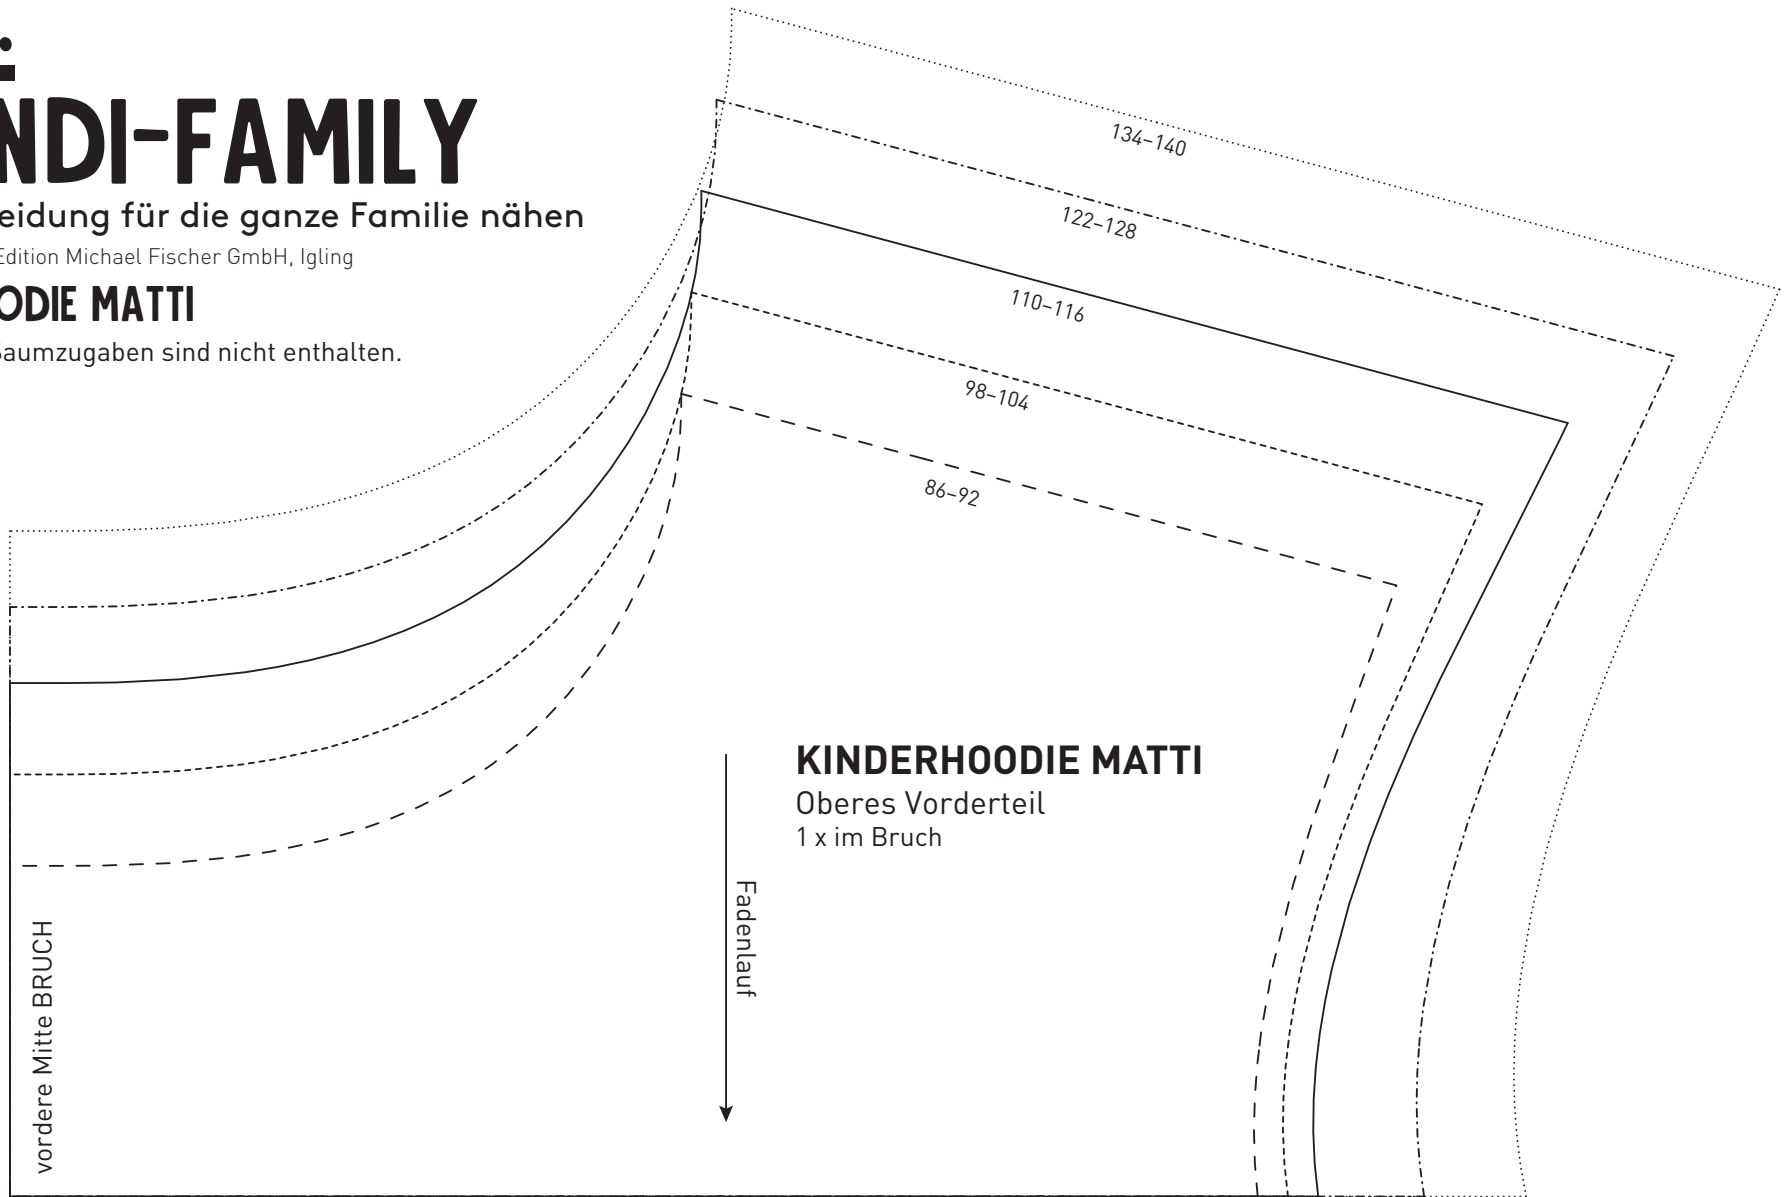 NDI-FAMILY
eidung für die ganze Familie nähen
Edition Michael Fischer GmbH, Igling
ODIE MATTI
Saumzugaben sind nicht enthalten.
134–140
122–128
110–116
98–104
86–92
KINDERHOODIE MATTI
Oberes Vorderteil
1 x im Bruch
Fadenlauf
vordere Mitte BRUCH